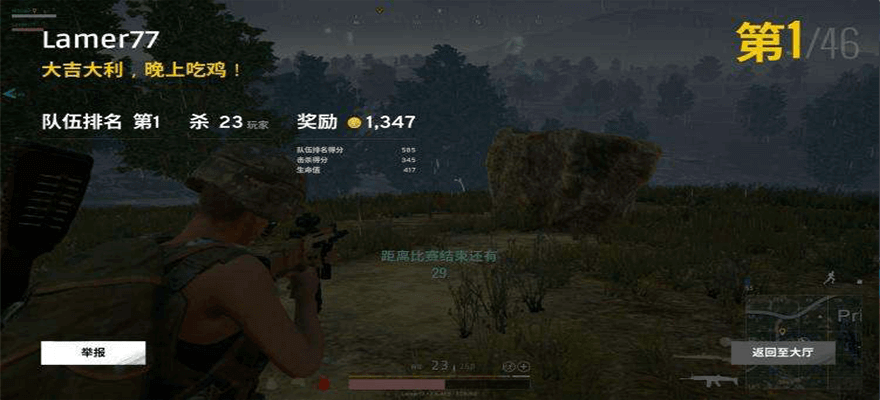 Lamer77
第1/46
大吉大利，晚上吃鸡！
队伍排名 第1 杀 23 玩家 奖励 1,347
队伍排名得分 585
击杀得分 345
生命值 417
距离比赛结束还有
29
Pri
举报
返回至大厅
23